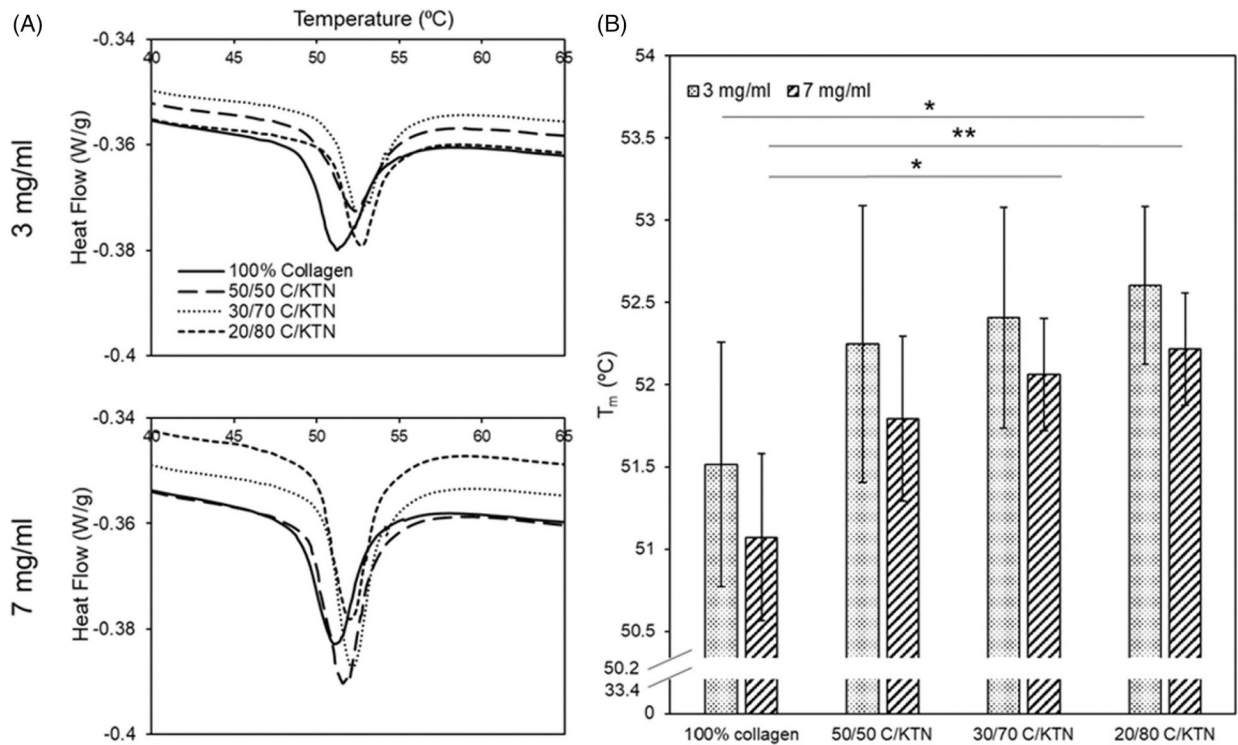 (A)
Temperature (ºC)
-0.34
40 45 50 55 60 65
-0.36
-0.38
-0.4
Heat Flow (W/g)
3 mg/ml
100% Collagen
50/50 C/KTN
30/70 C/KTN
20/80 C/KTN
-0.34
40 45 50 55 60 65
-0.36
-0.38
-0.4
Heat Flow (W/g)
7 mg/ml
(B)
54
53.5
53
52.5
52
51.5
51
50.5
50.2
33.4
0
Tm (ºC)
3 mg/ml 7 mg/ml
*
**
*
100% collagen 50/50 C/KTN 30/70 C/KTN 20/80 C/KTN